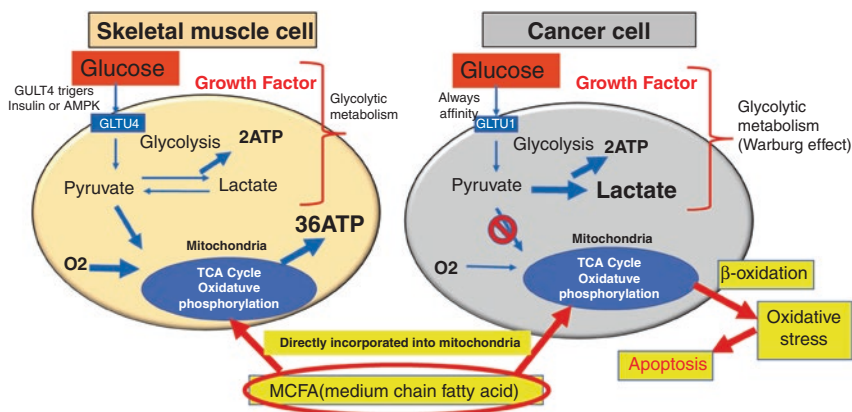 Skeletal muscle cell
Glucose
Growth Factor
GULT4 trigers
Insulin or AMPK
GLTU4
Glycolysis
2ATP
Glycolytic
metabolism
Pyruvate
Lactate
36ATP
O2
Mitochondria
TCA Cycle
Oxidatuve
phosphorylation
Cancer cell
Glucose
Growth Factor
Always
affinity
GLTU1
Glycolysis
2ATP
Glycolytic
metabolism
(Warburg effect)
Pyruvate
Lactate
O2
Mitochondria
TCA Cycle
Oxidatuve
phosphorylation
β-oxidation
Oxidative
stress
Apoptosis
Directly incorporated into mitochondria
MCFA(medium chain fatty acid)